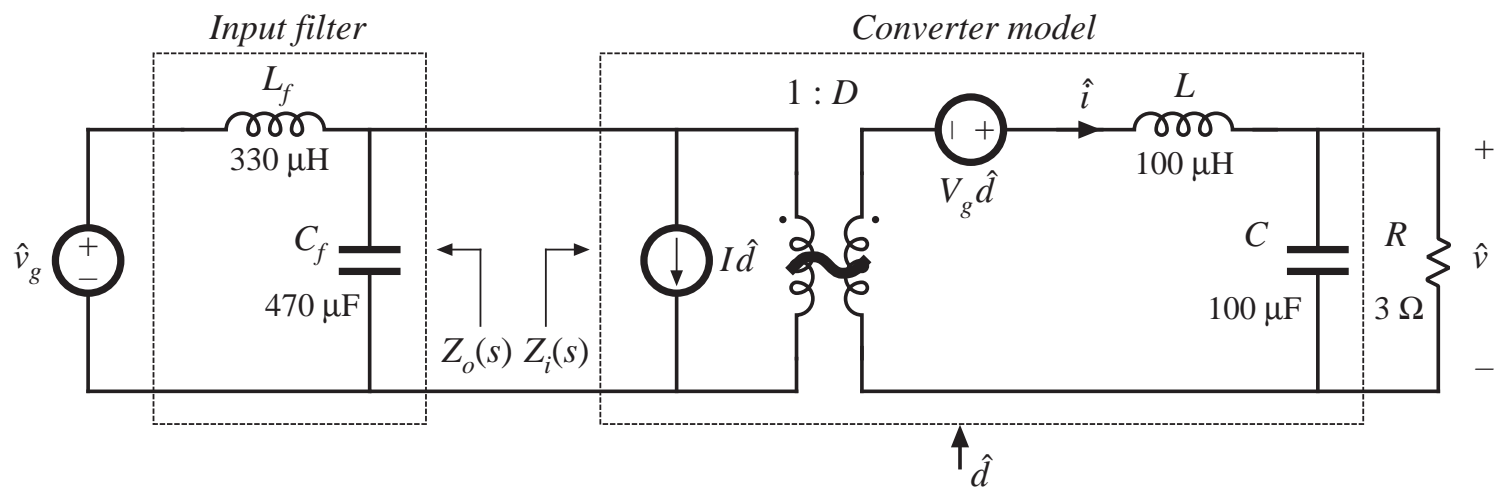 Input filter
Converter model
L_f
330 µH
1 : D
î
L
100 µH
+
V_g d̂
+
–
v̂_g
C_f
470 µF
I d̂
C
100 µF
R
3 Ω
v̂
Z_o(s)
Z_i(s)
–
| +
d̂